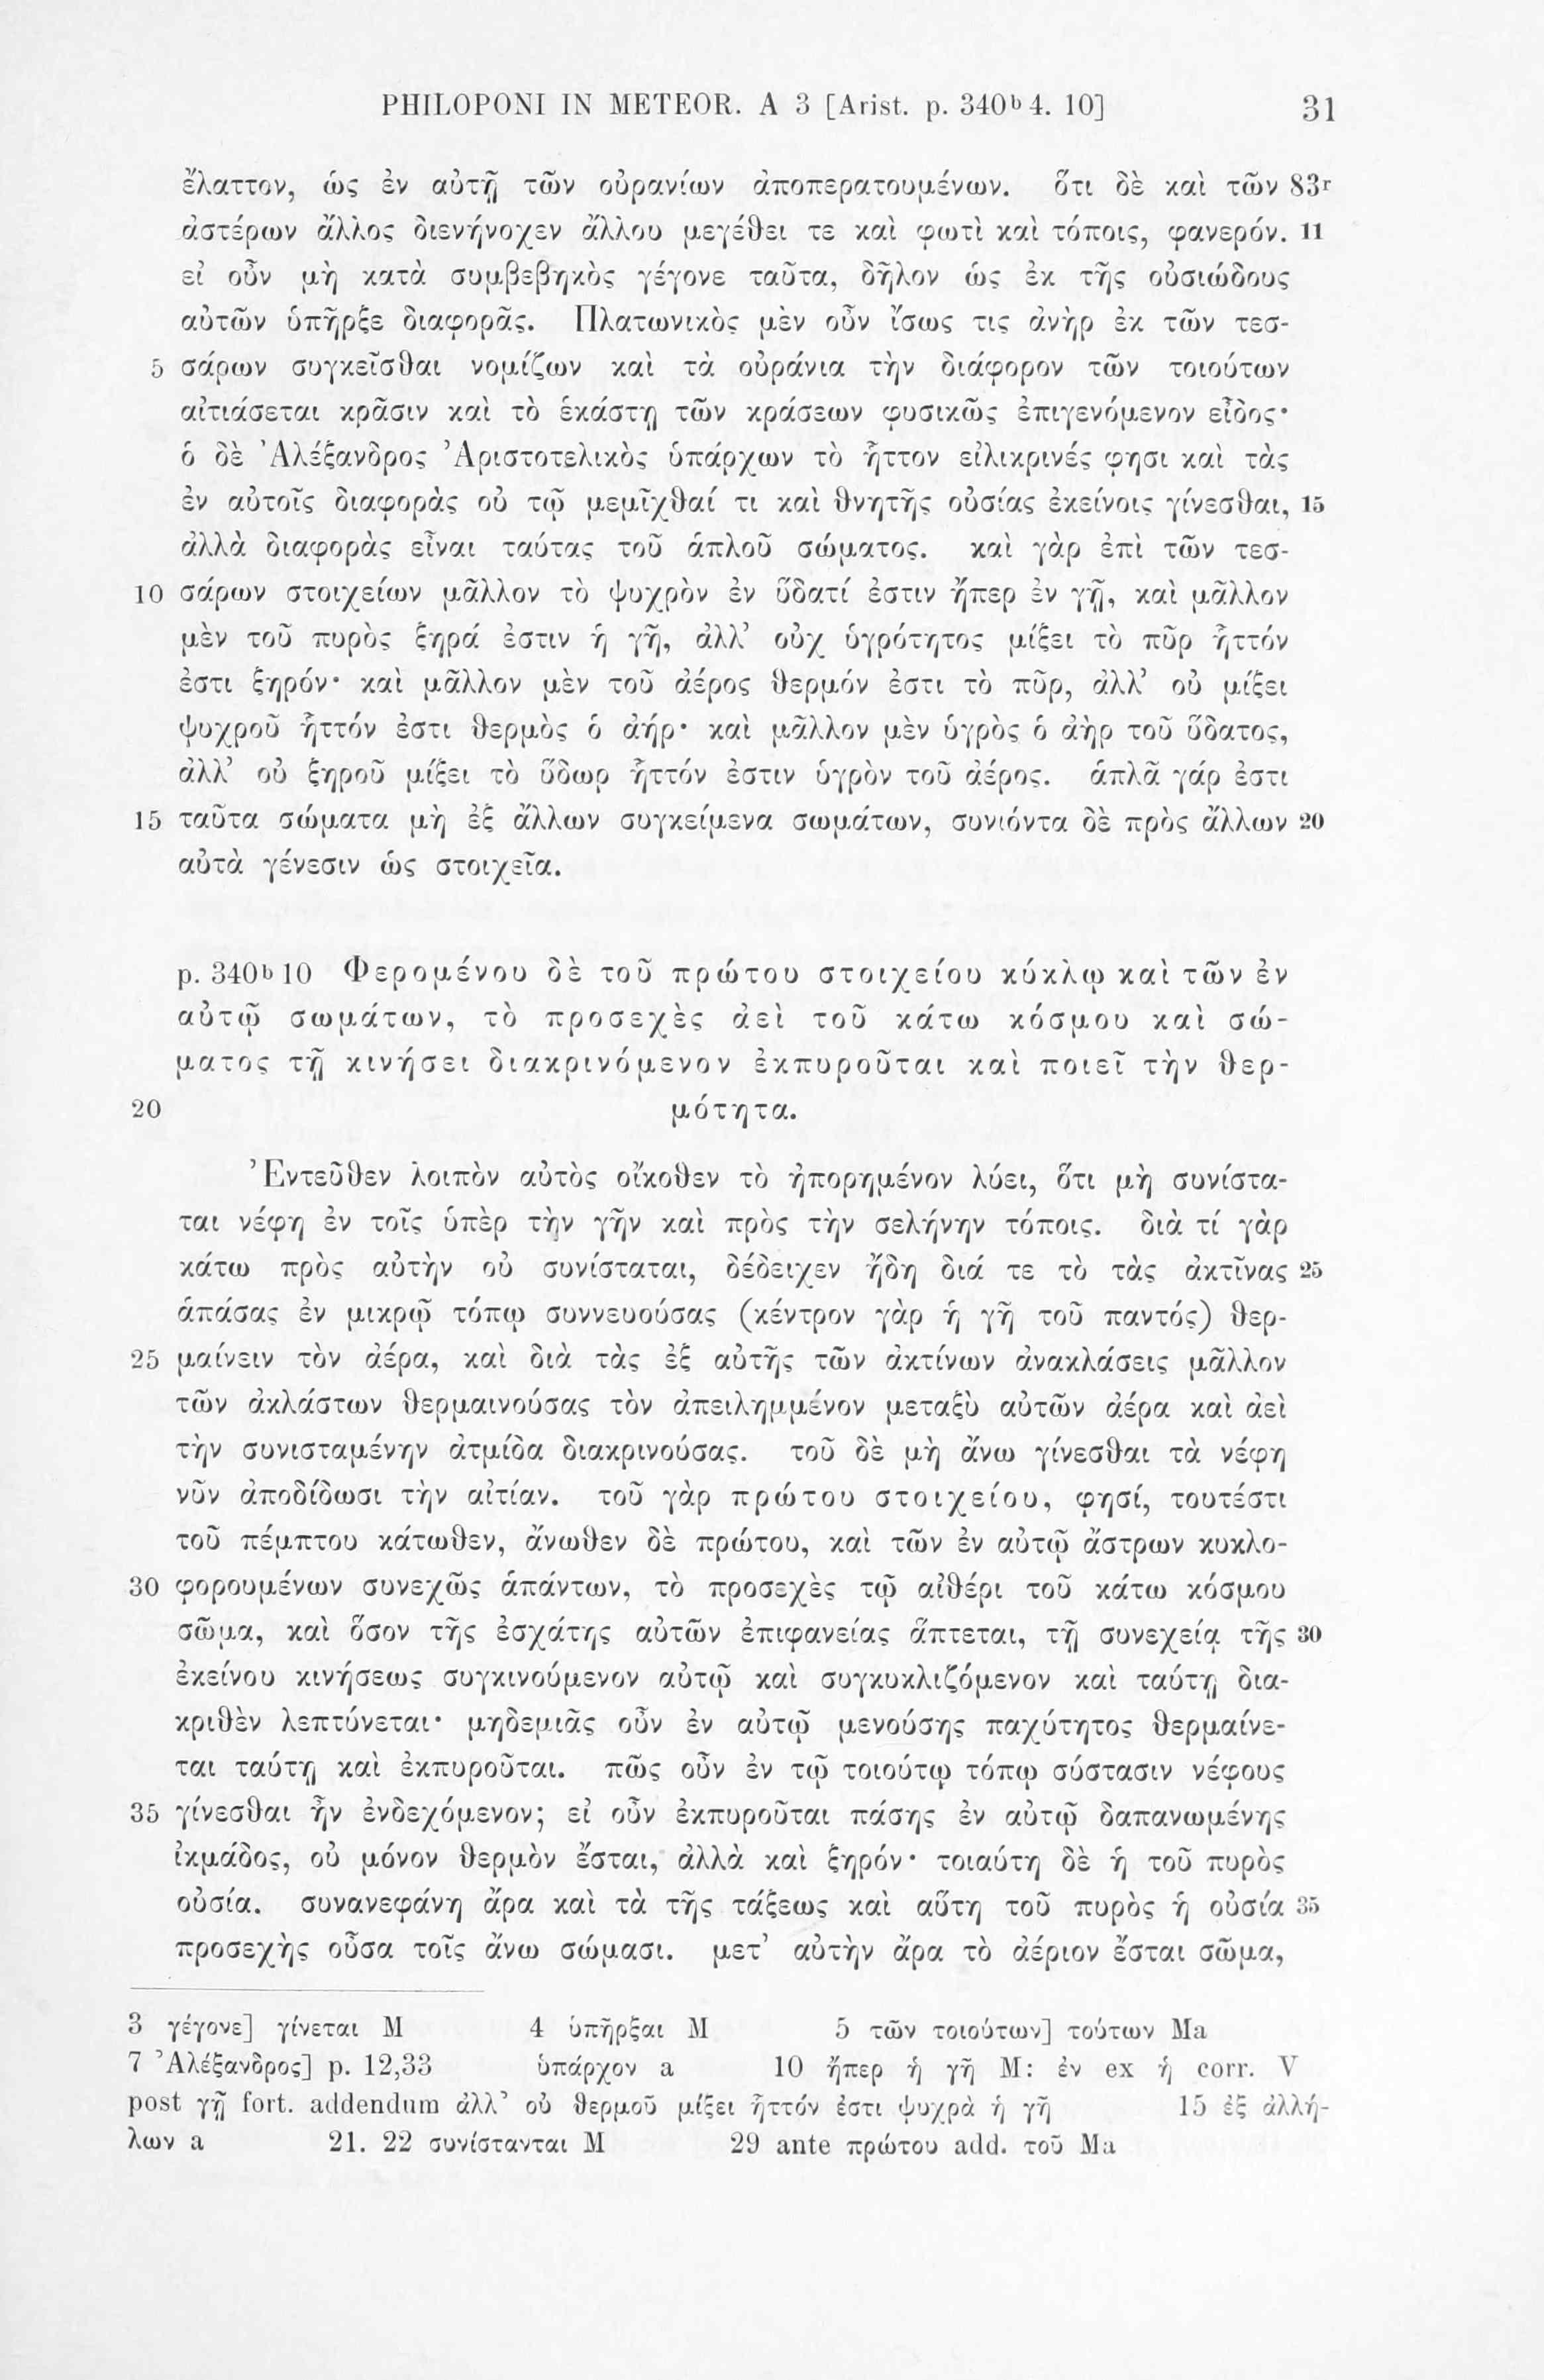 PHILOPONI IN METEOR. A 3 [Arist. p. 340ᵇ 4. 10] 31
ἔλαττον, ὡς ἐν αὐτῇ τῶν οὐρανίων ἀποπερατουμένων. ὅτι δὲ καὶ τῶν 83ʳ
ἀστέρων ἄλλος διενήνοχεν ἄλλου μεγέθει τε καὶ φωτὶ καὶ τόποις, φανερόν. 11
εἰ οὖν μὴ κατὰ συμβεβηκὸς γέγονε ταῦτα, δῆλον ὡς ἐκ τῆς οὐσιώδους
αὐτῶν ὑπῆρξε διαφορᾶς. Πλατωνικὸς μὲν οὖν ἴσως τις ἀνὴρ ἐκ τῶν τεσ-
5 σάρων συγκεῖσθαι νομίζων καὶ τὰ οὐράνια τὴν διάφορον τῶν τοιούτων
αἰτιάσεται κρᾶσιν καὶ τὸ ἑκάστῃ τῶν κράσεων φυσικῶς ἐπιγενόμενον εἶδος·
ὁ δὲ Ἀλέξανδρος Ἀριστοτελικὸς ὑπάρχων τὸ ἧττον εἰλικρινές φησι καὶ τὰς
ἐν αὐτοῖς διαφορὰς οὐ τῷ μεμῖχθαί τι καὶ θνητῆς οὐσίας ἐκείνοις γίνεσθαι, 15
ἀλλὰ διαφορὰς εἶναι ταύτας τοῦ ἁπλοῦ σώματος. καὶ γὰρ ἐπὶ τῶν τεσ-
10 σάρων στοιχείων μᾶλλον τὸ ψυχρὸν ἐν ὕδατί ἐστιν ἤπερ ἐν γῇ, καὶ μᾶλλον
μὲν τοῦ πυρὸς ξηρά ἐστιν ἡ γῆ, ἀλλ’ οὐχ ὑγρότητος μίξει τὸ πῦρ ἧττόν
ἐστι ξηρόν· καὶ μᾶλλον μὲν τοῦ ἀέρος θερμόν ἐστι τὸ πῦρ, ἀλλ’ οὐ μίξει
ψυχροῦ ἧττόν ἐστι θερμὸς ὁ ἀήρ· καὶ μᾶλλον μὲν ὑγρὸς ὁ ἀὴρ τοῦ ὕδατος,
ἀλλ’ οὐ ξηροῦ μίξει τὸ ὕδωρ ἧττόν ἐστιν ὑγρὸν τοῦ ἀέρος. ἁπλᾶ γάρ ἐστι
15 ταῦτα σώματα μὴ ἐξ ἄλλων συγκείμενα σωμάτων, συνιόντα δὲ πρὸς ἄλλων 20
αὐτὰ γένεσιν ὡς στοιχεῖα.
p. 340ᵇ 10 Φερομένου δὲ τοῦ πρώτου στοιχείου κύκλῳ καὶ τῶν ἐν
αὐτῷ σωμάτων, τὸ προσεχὲς ἀεὶ τοῦ κάτω κόσμου καὶ σώ-
ματος τῇ κινήσει διακρινόμενον ἐκπυροῦται καὶ ποιεῖ τὴν θερ-
20 μότητα.
Ἐντεῦθεν λοιπὸν αὐτὸς οἴκοθεν τὸ ἠπορημένον λύει, ὅτι μὴ συνίστα-
ται νέφη ἐν τοῖς ὑπὲρ τὴν γῆν καὶ πρὸς τὴν σελήνην τόποις. διὰ τί γὰρ
κάτω πρὸς αὐτὴν οὐ συνίσταται, δέδειχεν ἤδη διά τε τὸ τὰς ἀκτῖνας 25
ἁπάσας ἐν μικρῷ τόπῳ συννευούσας (κέντρον γὰρ ἡ γῆ τοῦ παντός) θερ-
25 μαίνειν τὸν ἀέρα, καὶ διὰ τὰς ἐξ αὐτῆς τῶν ἀκτίνων ἀνακλάσεις μᾶλλον
τῶν ἀκλάστων θερμαινούσας τὸν ἀπειλημμένον μεταξὺ αὐτῶν ἀέρα καὶ ἀεὶ
τὴν συνισταμένην ἀτμίδα διακρινούσας. τοῦ δὲ μὴ ἄνω γίνεσθαι τὰ νέφη
νῦν ἀποδίδωσι τὴν αἰτίαν. τοῦ γὰρ πρώτου στοιχείου, φησί, τουτέστι
τοῦ πέμπτου κάτωθεν, ἄνωθεν δὲ πρώτου, καὶ τῶν ἐν αὐτῷ ἄστρων κυκλο-
30 φορουμένων συνεχῶς ἁπάντων, τὸ προσεχὲς τῷ αἰθέρι τοῦ κάτω κόσμου
σῶμα, καὶ ὅσον τῆς ἐσχάτης αὐτῶν ἐπιφανείας ἅπτεται, τῇ συνεχείᾳ τῆς 30
ἐκείνου κινήσεως συγκινούμενον αὐτῷ καὶ συγκυκλιζόμενον καὶ ταύτῃ δια-
κριθὲν λεπτύνεται· μηδεμιᾶς οὖν ἐν αὐτῷ μενούσης παχύτητος θερμαίνε-
ται ταύτῃ καὶ ἐκπυροῦται. πῶς οὖν ἐν τῷ τοιούτῳ τόπῳ σύστασιν νέφους
35 γίνεσθαι ἦν ἐνδεχόμενον; εἰ οὖν ἐκπυροῦται πάσης ἐν αὐτῷ δαπανωμένης
ἰκμάδος, οὐ μόνον θερμὸν ἔσται, ἀλλὰ καὶ ξηρόν· τοιαύτη δὲ ἡ τοῦ πυρὸς
οὐσία. συνανεφάνη ἄρα καὶ τὰ τῆς τάξεως καὶ αὕτη τοῦ πυρὸς ἡ οὐσία 35
προσεχὴς οὖσα τοῖς ἄνω σώμασι. μετ’ αὐτὴν ἄρα τὸ ἀέριον ἔσται σῶμα,
3 γέγονε] γίνεται M 4 ὑπῆρξαι M 5 τῶν τοιούτων] τούτων Ma
7 Ἀλέξανδρος] p. 12,33 ὑπάρχον a 10 ἤπερ ἡ γῆ M: ἐν ex ἡ corr. V
post γῇ fort. addendum ἀλλ’ οὐ θερμοῦ μίξει ἧττόν ἐστι ψυχρὰ ἡ γῆ 15 ἐξ ἀλλή-
λων a 21. 22 συνίστανται M 29 ante πρώτου add. τοῦ Ma